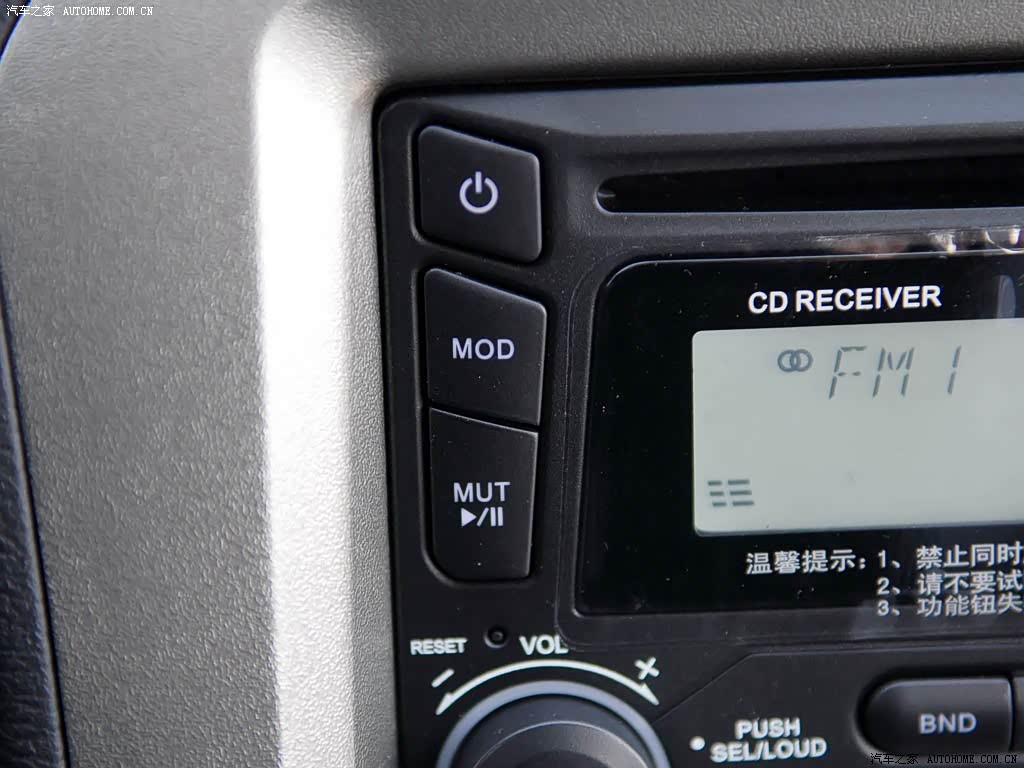 汽车之家 AUTOHOME.COM.CN
CD RECEIVER
MOD
FM1
MUT
温馨提示：1、禁止同时
2、请不要试
3、功能钮失
RESET
VOL
- +
PUSH
SEL/LOUD
BND
汽车之家 AUTOHOME.COM.CN